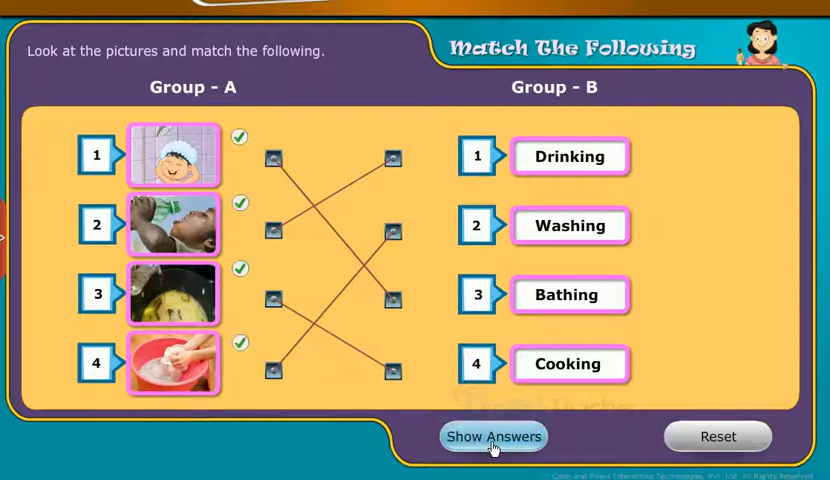 Look at the pictures and match the following.
Match The Following
Group - A
Group - B
1
1
Drinking
2
2
Washing
3
3
Bathing
4
4
Cooking
Teacher
Show Answers
Reset